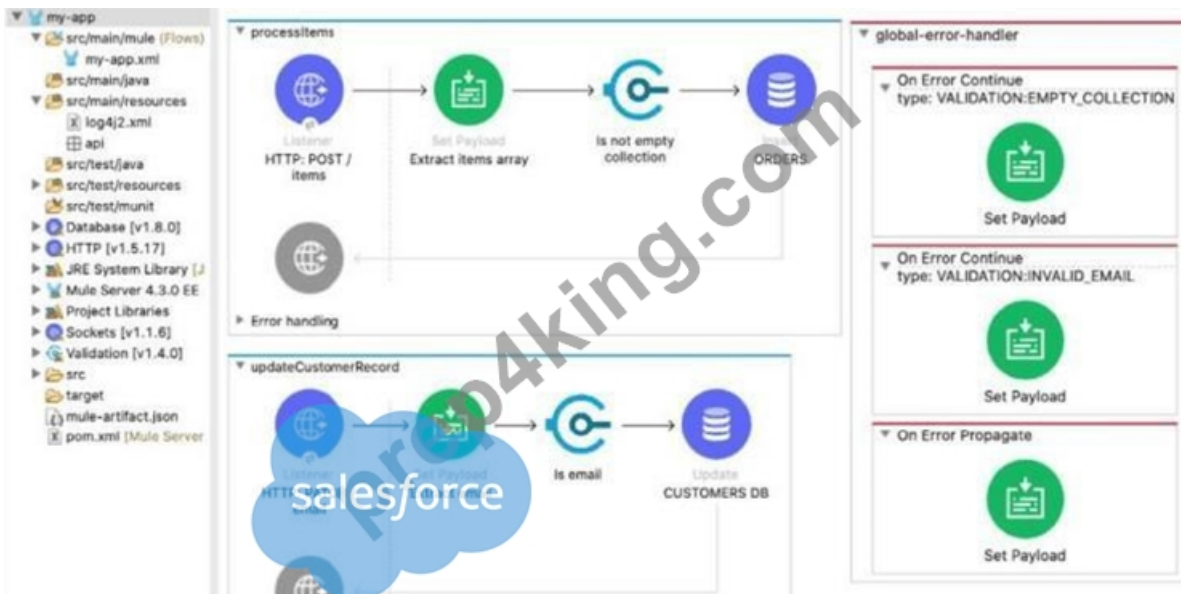 my-app
src/main/mule (Flows)
my-app.xml
src/main/java
src/main/resources
log4j2.xml
api
src/test/java
src/test/resources
src/test/munit
Database [v1.8.0]
HTTP [v1.5.17]
JRE System Library [J
Mule Server 4.3.0 EE
Project Libraries
Sockets [v1.1.6]
Validation [v1.4.0]
src
target
mule-artifact.json
pom.xml [Mule Server
processItems
Listener
HTTP: POST /
items
Set Payload
Extract items array
Is not empty
collection
ORDERS
Error handling
updateCustomerRecord
Listener
Set Payload
Is email
Update
CUSTOMERS DB
global-error-handler
On Error Continue
type: VALIDATION:EMPTY_COLLECTION
Set Payload
On Error Continue
type: VALIDATION:INVALID_EMAIL
Set Payload
On Error Propagate
Set Payload
salesforce
prep4king.com